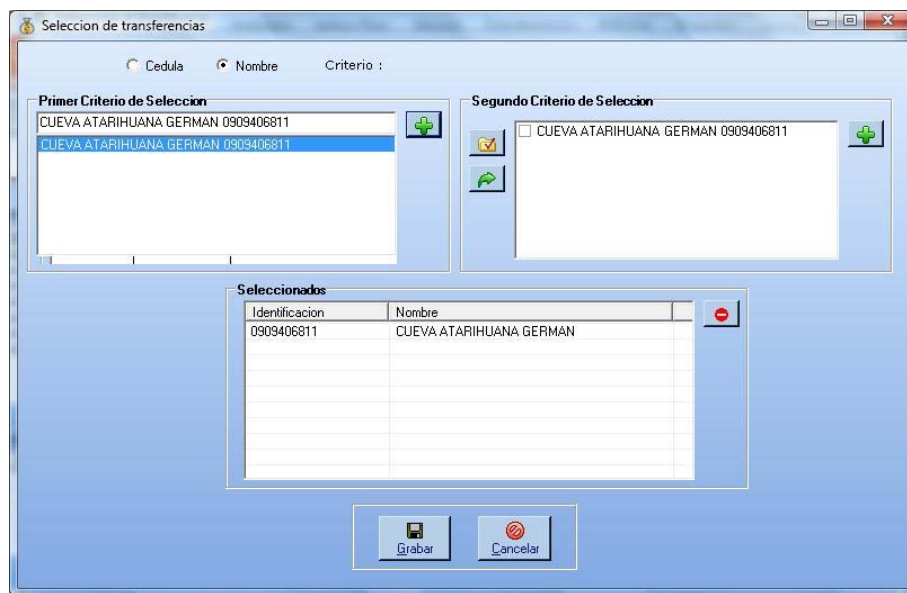 Seleccion de transferencias
Cedula Nombre Criterio :
Primer Criterio de Seleccion
CUEVA ATARIHUANA GERMAN 0909406811
CUEVA ATARIHUANA GERMAN 0909406811
Segundo Criterio de Seleccion
CUEVA ATARIHUANA GERMAN 0909406811
Seleccionados
Identificacion Nombre
0909406811 CUEVA ATARIHUANA GERMAN
Grabar Cancelar